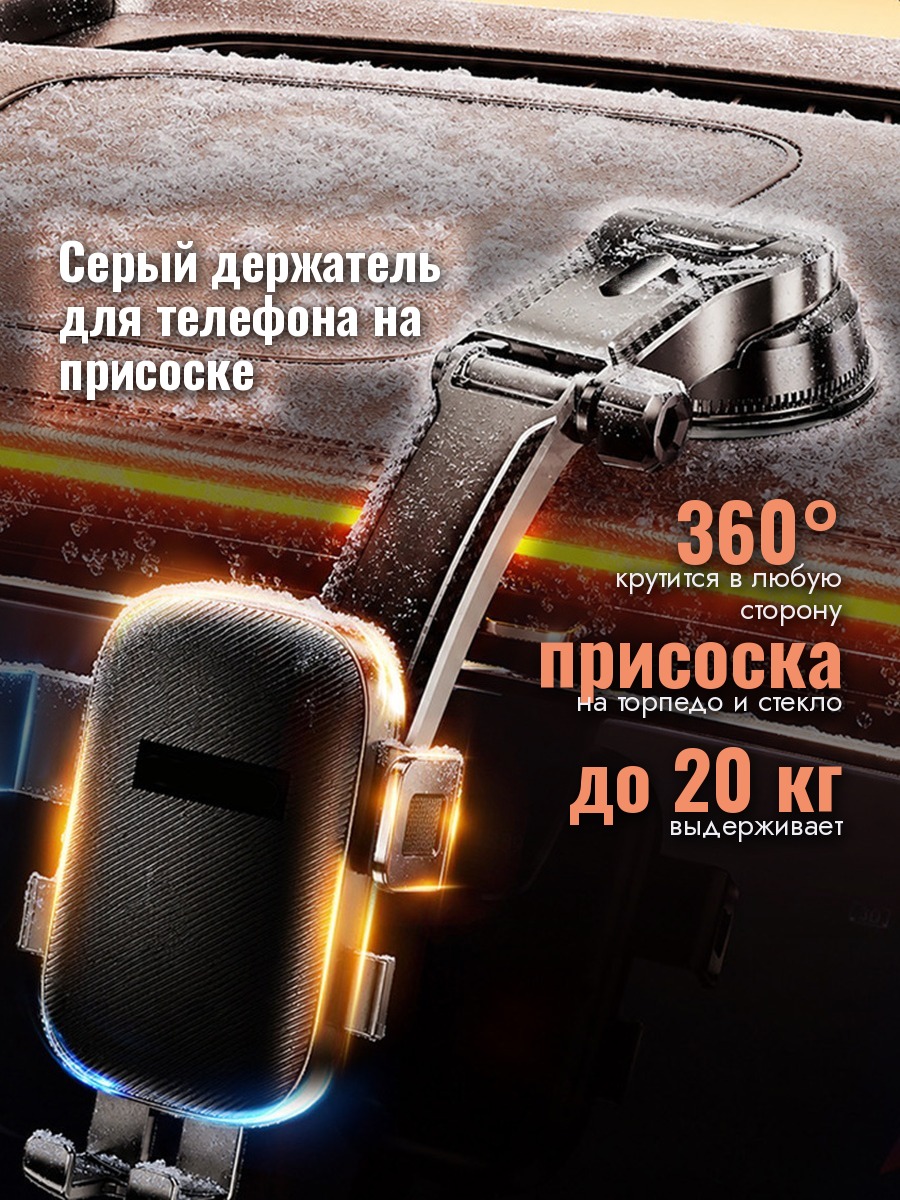 Серый держатель
для телефона на
присоске
360°
крутится в любую
сторону
присоска
на торпедо и стекло
до 20 кг
выдерживает